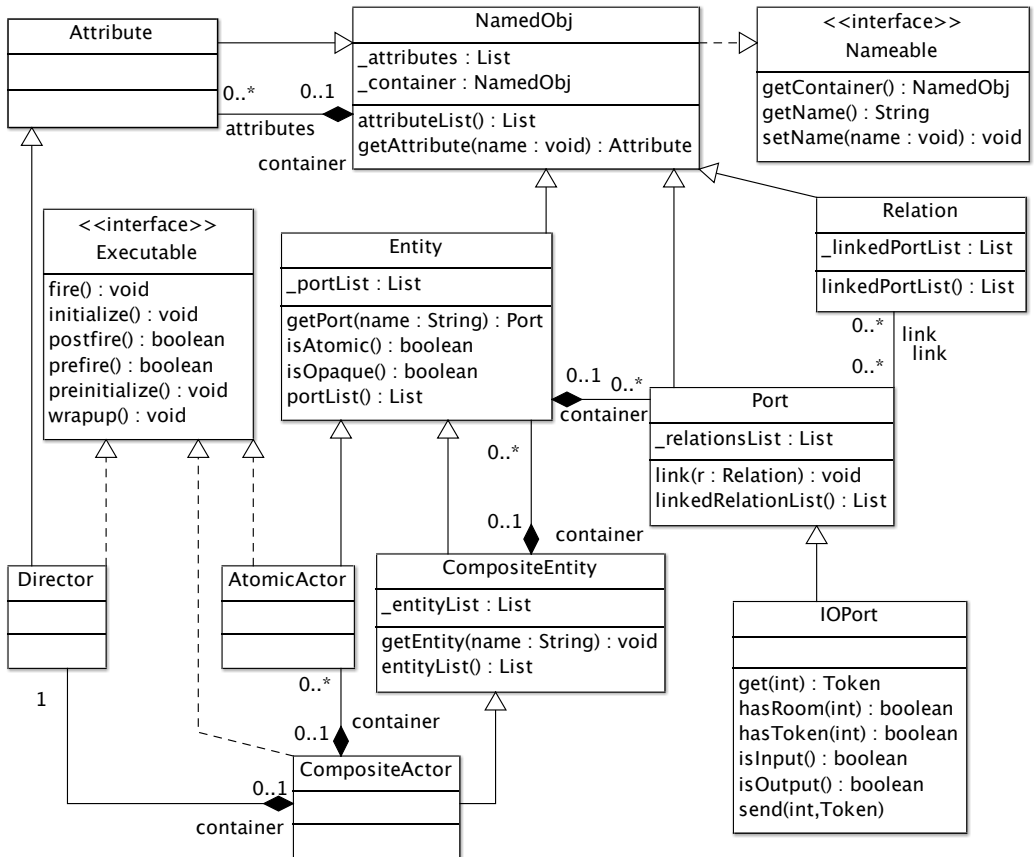 Attribute
NamedObj
_attributes : List
_container : NamedObj
attributeList() : List
getAttribute(name : void) : Attribute
<<interface>>
Nameable
getContainer() : NamedObj
getName() : String
setName(name : void) : void
0..*
0..1
attributes
container
<<interface>>
Executable
fire() : void
initialize() : void
postfire() : boolean
prefire() : boolean
preinitialize() : void
wrapup() : void
Entity
_portList : List
getPort(name : String) : Port
isAtomic() : boolean
isOpaque() : boolean
portList() : List
Relation
_linkedPortList : List
linkedPortList() : List
0..*
link
link
0..*
0..1
0..*
container
Port
_relationsList : List
link(r : Relation) : void
linkedRelationList() : List
0..*
0..1
container
Director
AtomicActor
CompositeEntity
_entityList : List
getEntity(name : String) : void
entityList() : List
IOPort
get(int) : Token
hasRoom(int) : boolean
hasToken(int) : boolean
isInput() : boolean
isOutput() : boolean
send(int,Token)
1
0..*
container
0..1
CompositeActor
0..1
container